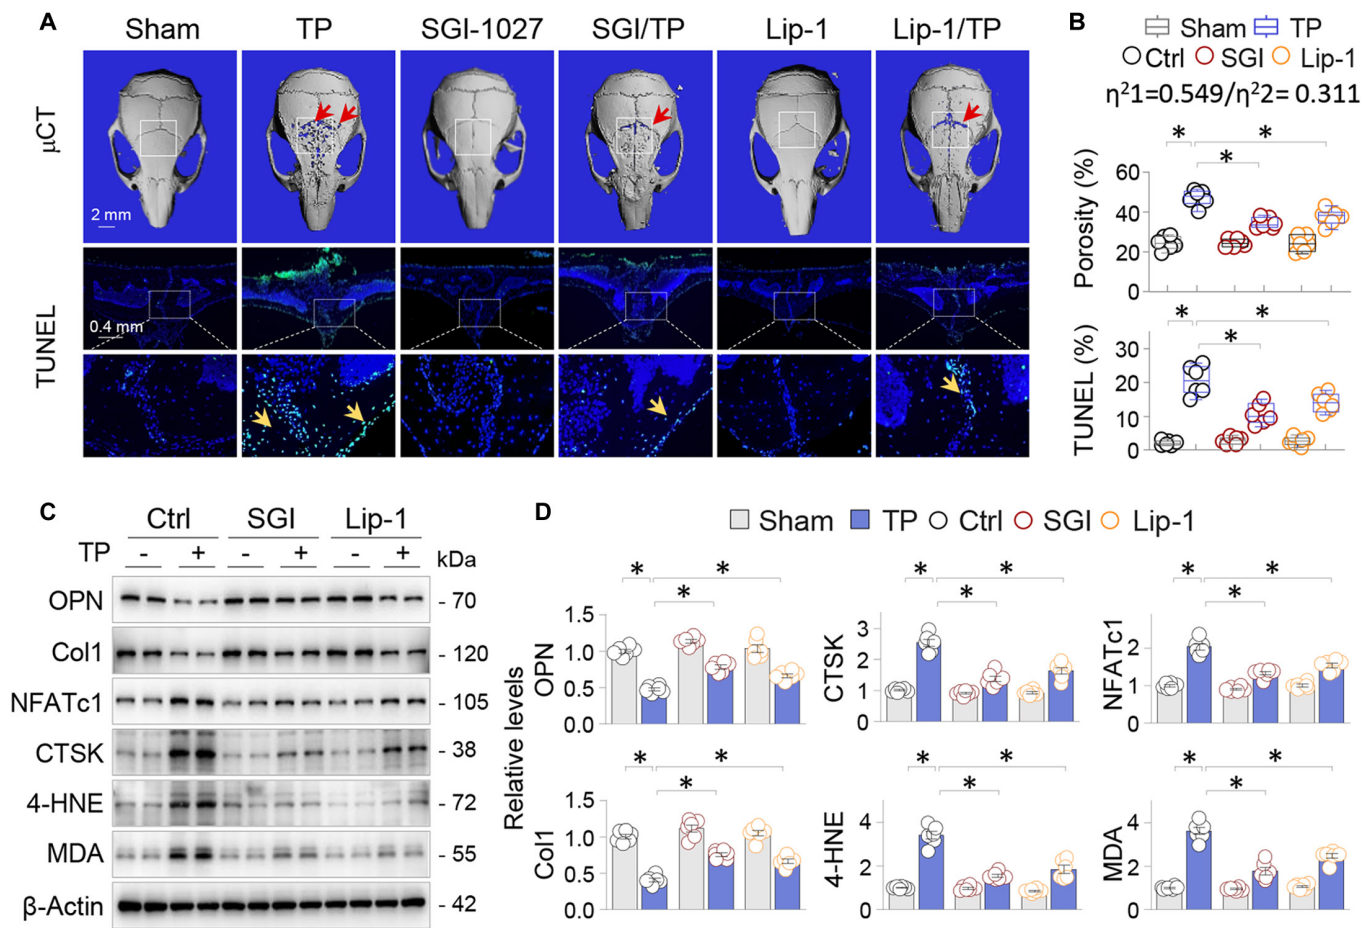 A
Sham TP SGI-1027 SGI/TP Lip-1 Lip-1/TP
μCT
2 mm
TUNEL
0.4 mm
B
Sham TP
Ctrl SGI Lip-1
η²1=0.549/η²2= 0.311
* *
*
Porosity (%)
60
40
20
0
* *
*
TUNEL (%)
30
20
10
0
C
Ctrl SGI Lip-1
TP - + - + - + kDa
OPN - 70
Col1 - 120
NFATc1 - 105
CTSK - 38
4-HNE - 72
MDA - 55
β-Actin - 42
D
Sham TP Ctrl SGI Lip-1
Relative levels
* *
*
OPN
1.5
1.0
0.5
0.0
* *
*
CTSK
3
2
1
0
* *
*
NFATc1
2
1
0
* *
*
Col1
1.5
1.0
0.5
0.0
* *
*
4-HNE
4
2
0
* *
*
MDA
4
2
0